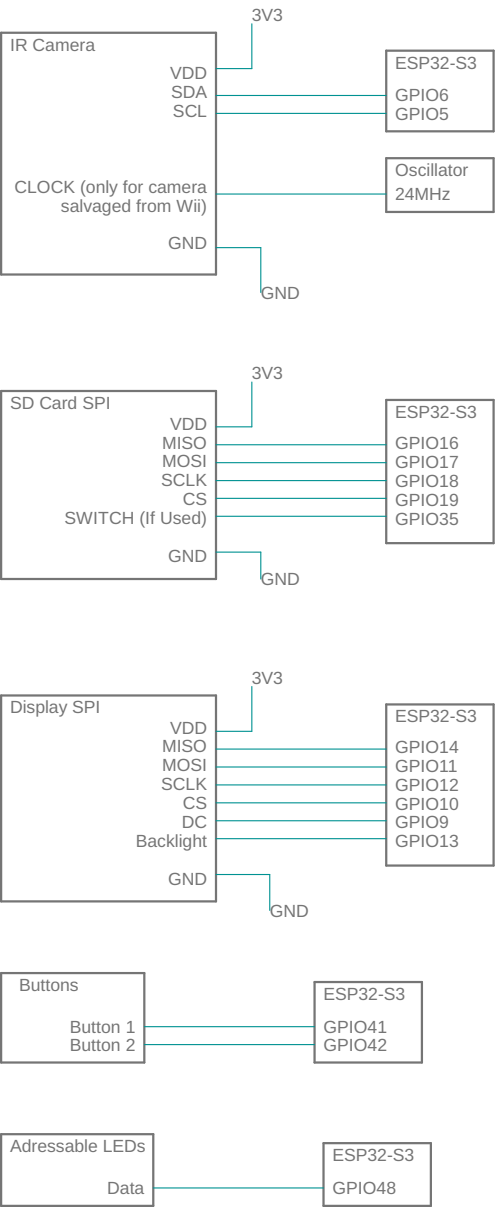 3V3
IR Camera
VDD
SDA
SCL
CLOCK (only for camera
salvaged from Wii)
GND
GND
ESP32-S3
GPIO6
GPIO5
Oscillator
24MHz
3V3
SD Card SPI
VDD
MISO
MOSI
SCLK
CS
SWITCH (If Used)
GND
GND
ESP32-S3
GPIO16
GPIO17
GPIO18
GPIO19
GPIO35
3V3
Display SPI
VDD
MISO
MOSI
SCLK
CS
DC
Backlight
GND
GND
ESP32-S3
GPIO14
GPIO11
GPIO12
GPIO10
GPIO9
GPIO13
Buttons
Button 1
Button 2
ESP32-S3
GPIO41
GPIO42
Adressable LEDs
Data
ESP32-S3
GPIO48